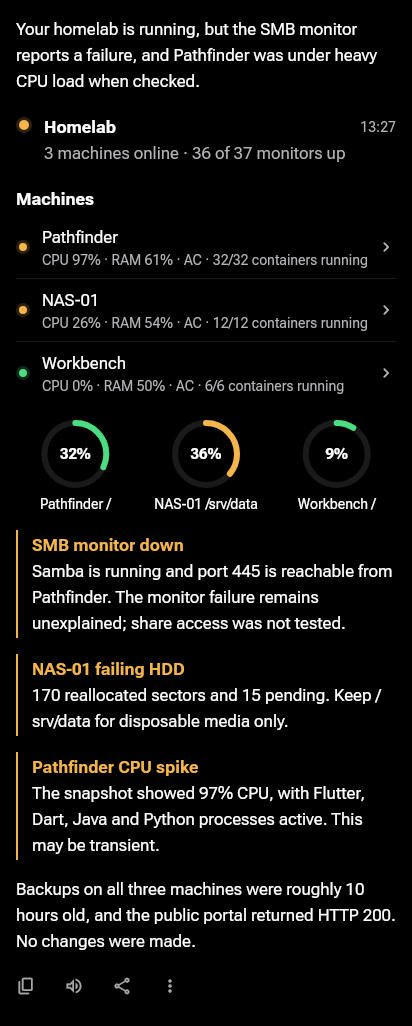 Your homelab is running, but the SMB monitor
reports a failure, and Pathfinder was under heavy
CPU load when checked.
Homelab 13:27
3 machines online · 36 of 37 monitors up
Machines
Pathfinder
CPU 97% · RAM 61% · AC · 32/32 containers running
NAS-01
CPU 26% · RAM 54% · AC · 12/12 containers running
Workbench
CPU 0% · RAM 50% · AC · 6/6 containers running
32% 36% 9%
Pathfinder / NAS-01 /srv/data Workbench /
SMB monitor down
Samba is running and port 445 is reachable from
Pathfinder. The monitor failure remains
unexplained; share access was not tested.
NAS-01 failing HDD
170 reallocated sectors and 15 pending. Keep /
srv/data for disposable media only.
Pathfinder CPU spike
The snapshot showed 97% CPU, with Flutter,
Dart, Java and Python processes active. This
may be transient.
Backups on all three machines were roughly 10
hours old, and the public portal returned HTTP 200.
No changes were made.